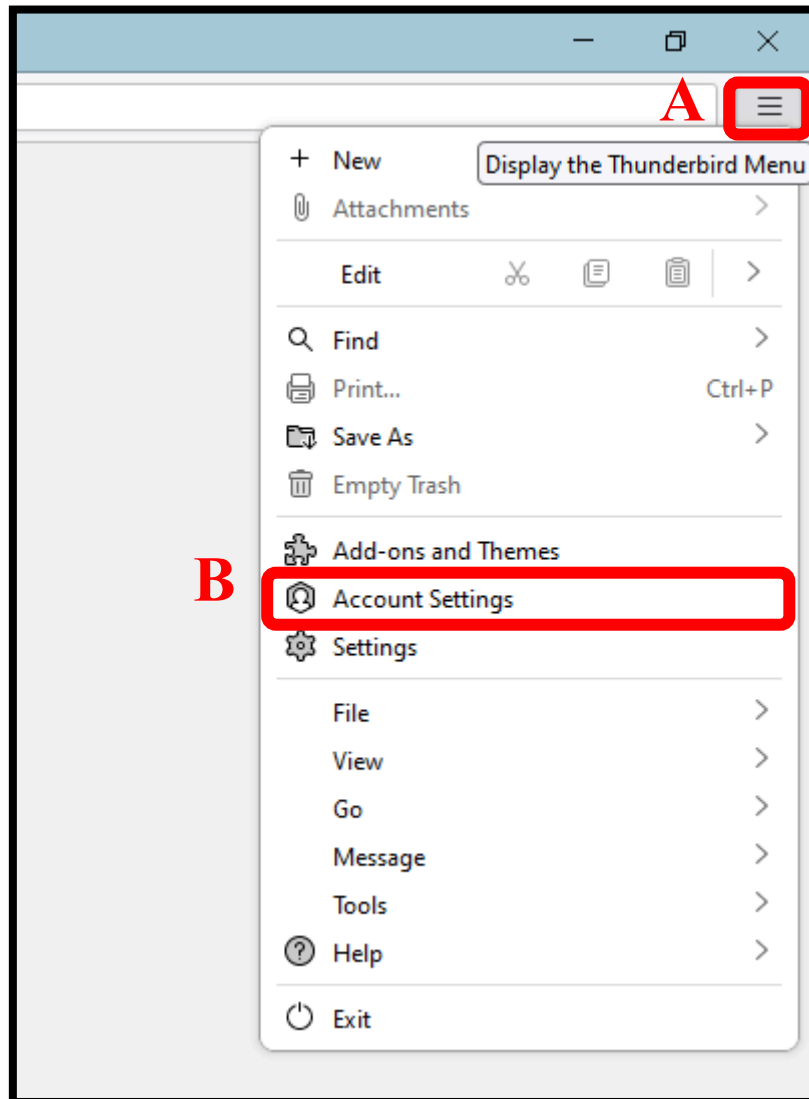 A
+ New
Display the Thunderbird Menu
Attachments
Edit
Find
Print... Ctrl+P
Save As
Empty Trash
Add-ons and Themes
B
Account Settings
Settings
File
View
Go
Message
Tools
Help
Exit